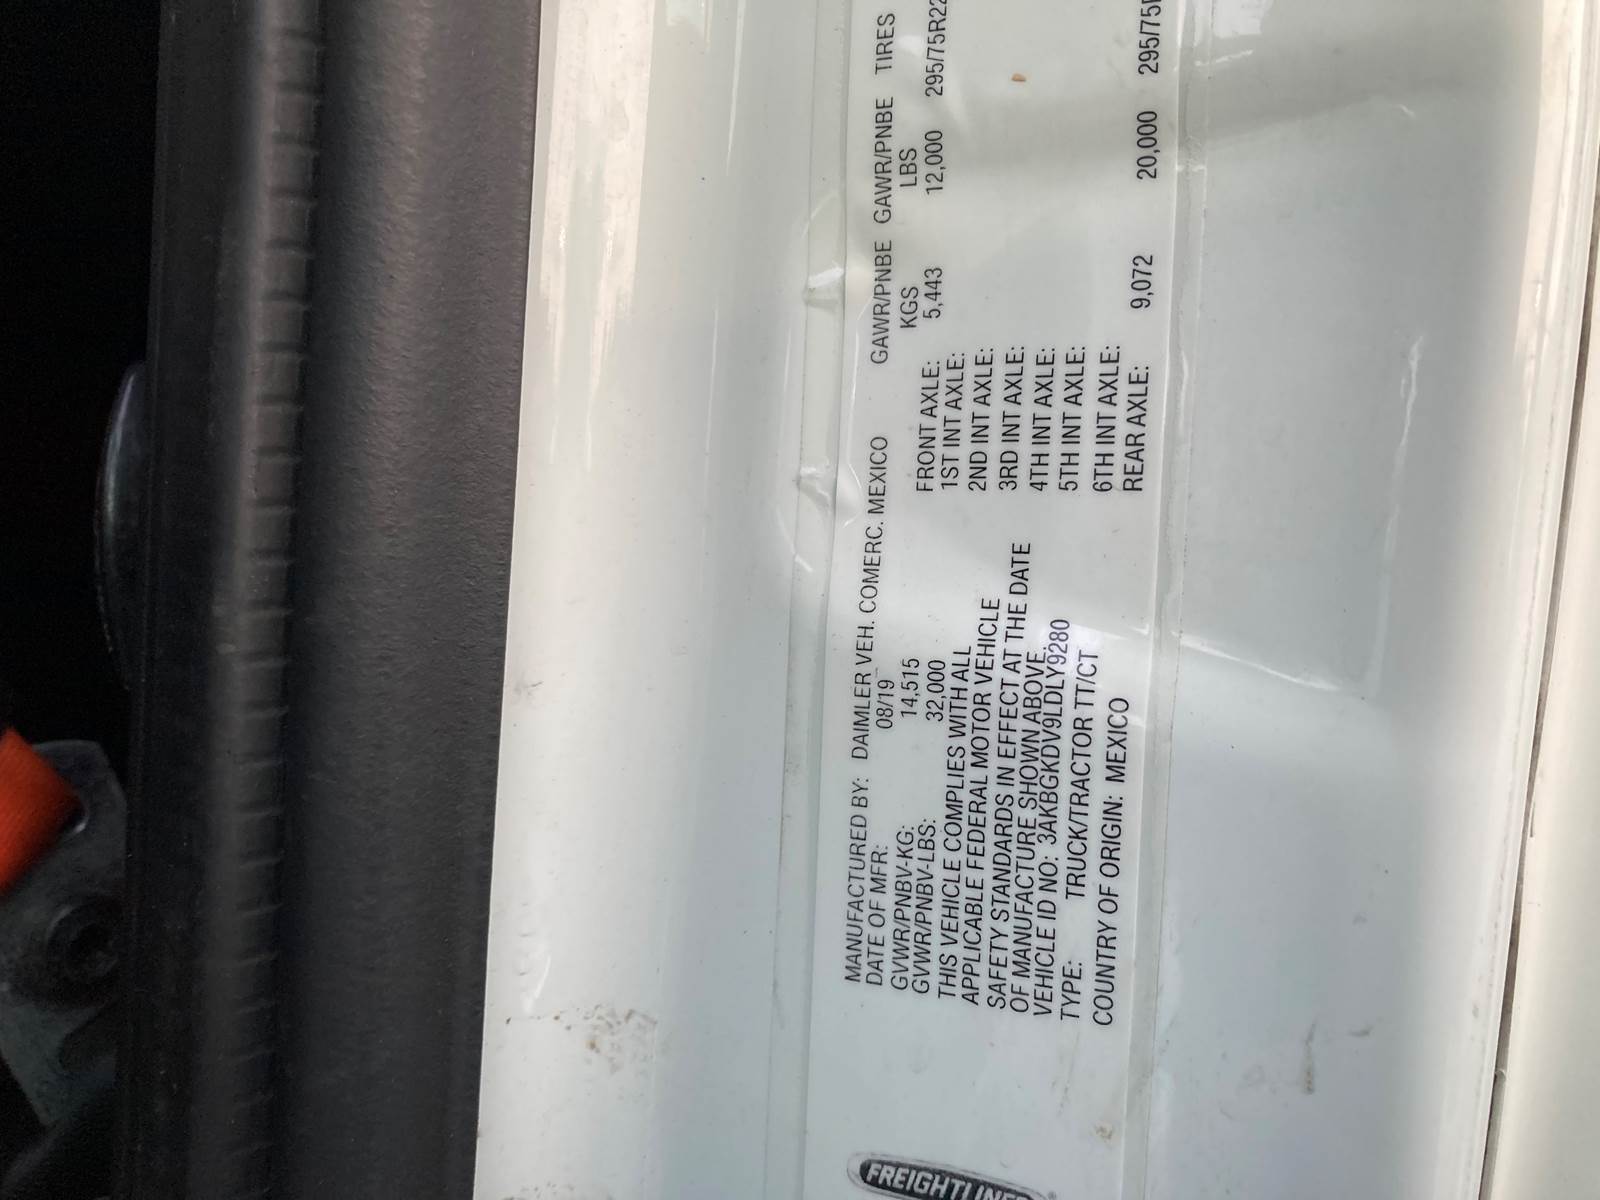 FREIGHTLINER
MANUFACTURED BY: DAIMLER VEH. COMERC. MEXICO
DATE OF MFR: 08/19
GVWR/PNBV-KG: 14,515
GVWR/PNBV-LBS: 32,000
THIS VEHICLE COMPLIES WITH ALL
APPLICABLE FEDERAL MOTOR VEHICLE
SAFETY STANDARDS IN EFFECT AT THE DATE
OF MANUFACTURE SHOWN ABOVE.
VEHICLE ID NO: 3AKBGKDV9LDLY9280
TYPE: TRUCK/TRACTOR TT/CT
COUNTRY OF ORIGIN: MEXICO
GAWR/PNBE GAWR/PNBE TIRES
KGS LBS
FRONT AXLE: 5,443 12,000 295/75R22
1ST INT AXLE:
2ND INT AXLE:
3RD INT AXLE:
4TH INT AXLE:
5TH INT AXLE:
6TH INT AXLE:
REAR AXLE: 9,072 20,000 295/75R